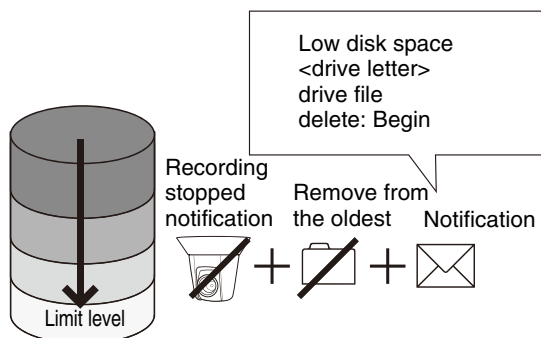 Low disk space
<drive letter>
drive file
delete: Begin
Recording
stopped
notification
Remove from
the oldest
Notification
Limit level